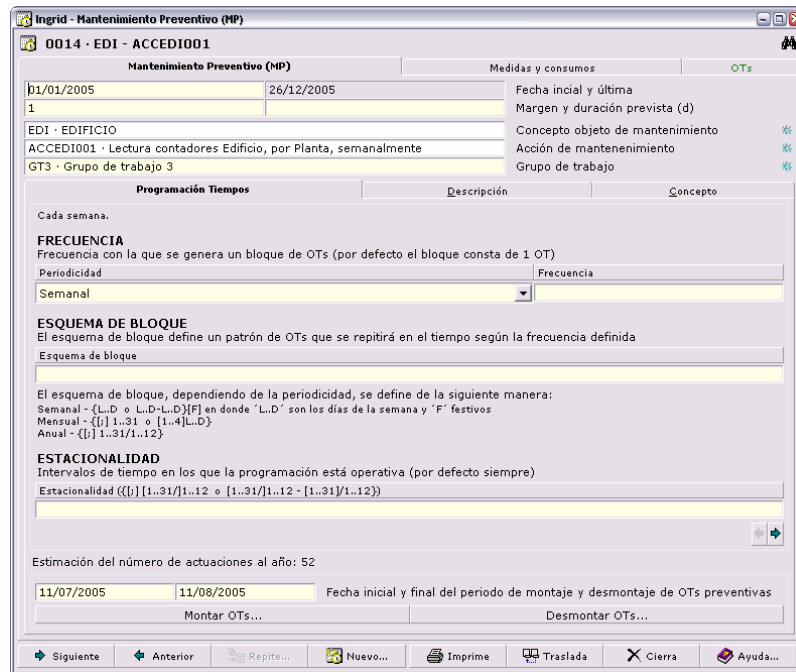 Ingrid - Mantenimiento Preventivo (MP)
0014 · EDI - ACCEDI001
Mantenimiento Preventivo (MP)
Medidas y consumos
OTs
01/01/2005
26/12/2005
Fecha incial y última
1
Margen y duración prevista (d)
EDI · EDIFICIO
Concepto objeto de mantenimiento
ACCEDI001 · Lectura contadores Edificio, por Planta, semanalmente
Acción de mantenenimiento
GT3 · Grupo de trabajo 3
Grupo de trabajo
Programación Tiempos
Descripción
Concepto
Cada semana.
FRECUENCIA
Frecuencia con la que se genera un bloque de OTs (por defecto el bloque consta de 1 OT)
Periodicidad
Frecuencia
Semanal
ESQUEMA DE BLOQUE
El esquema de bloque define un patrón de OTs que se repitirá en el tiempo según la frecuencia definida
Esquema de bloque
El esquema de bloque, dependiendo de la periodicidad, se define de la siguiente manera:
Semanal - {L..D o L..D-L..D}[F] en donde ´L..D´ son los días de la semana y ´F´ festivos
Mensual - {[;] 1..31 o [1..4]L..D}
Anual - {[;] 1..31/1..12}
ESTACIONALIDAD
Intervalos de tiempo en los que la programación está operativa (por defecto siempre)
Estacionalidad ({[;] [1..31/]1..12 o [1..31/]1..12 - [1..31]/1..12})
Estimación del número de actuaciones al año: 52
11/07/2005
11/08/2005
Fecha inicial y final del periodo de montaje y desmontaje de OTs preventivas
Montar OTs...
Desmontar OTs...
Siguiente
Anterior
Repite...
Nuevo...
Imprime
Traslada
Cierra
Ayuda...